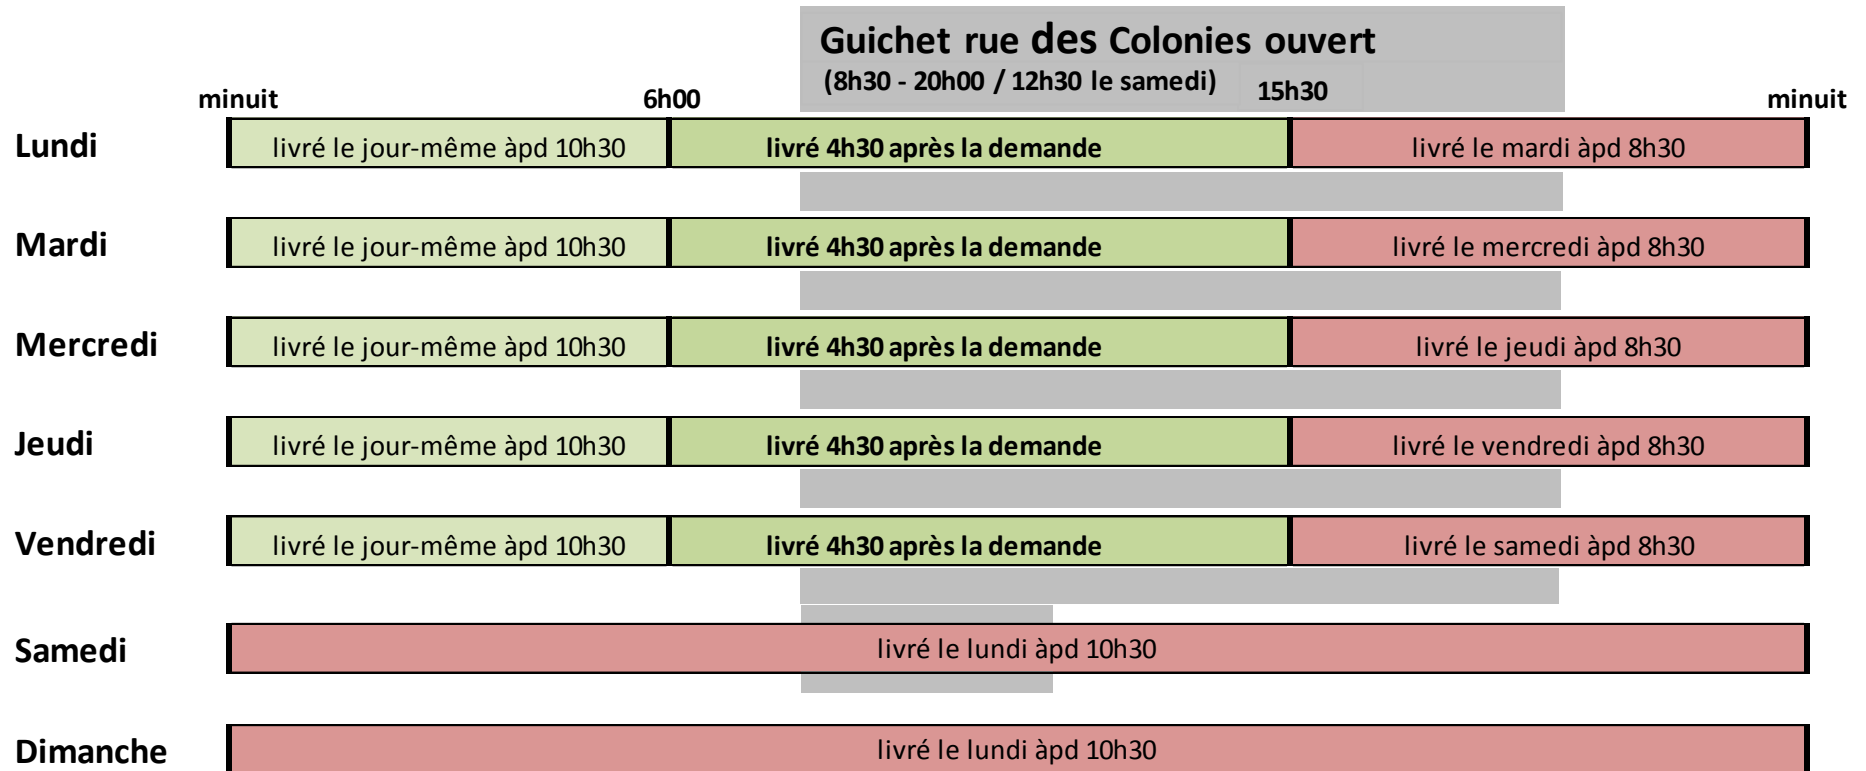 Guichet rue des Colonies ouvert
(8h30 - 20h00 / 12h30 le samedi)
minuit 6h00 15h30 minuit
Lundi livré le jour-même àpd 10h30 livré 4h30 après la demande livré le mardi àpd 8h30
Mardi livré le jour-même àpd 10h30 livré 4h30 après la demande livré le mercredi àpd 8h30
Mercredi livré le jour-même àpd 10h30 livré 4h30 après la demande livré le jeudi àpd 8h30
Jeudi livré le jour-même àpd 10h30 livré 4h30 après la demande livré le vendredi àpd 8h30
Vendredi livré le jour-même àpd 10h30 livré 4h30 après la demande livré le samedi àpd 8h30
Samedi livré le lundi àpd 10h30
Dimanche livré le lundi àpd 10h30